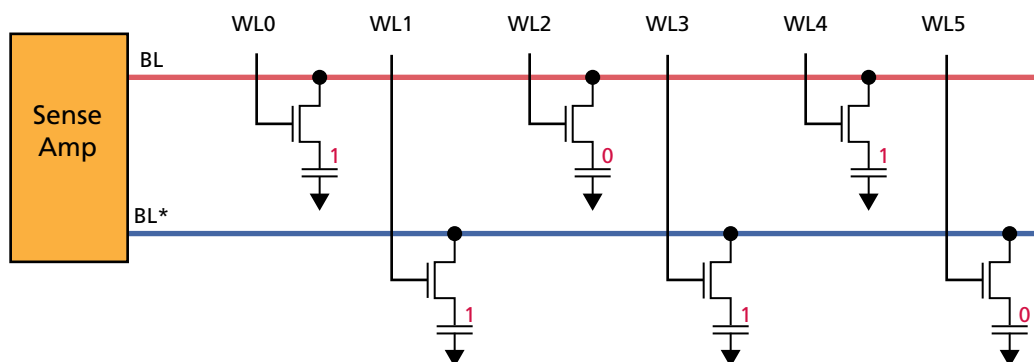 WL0 WL1 WL2 WL3 WL4 WL5
BL
Sense
Amp
1 0 1
BL*
1 1 0